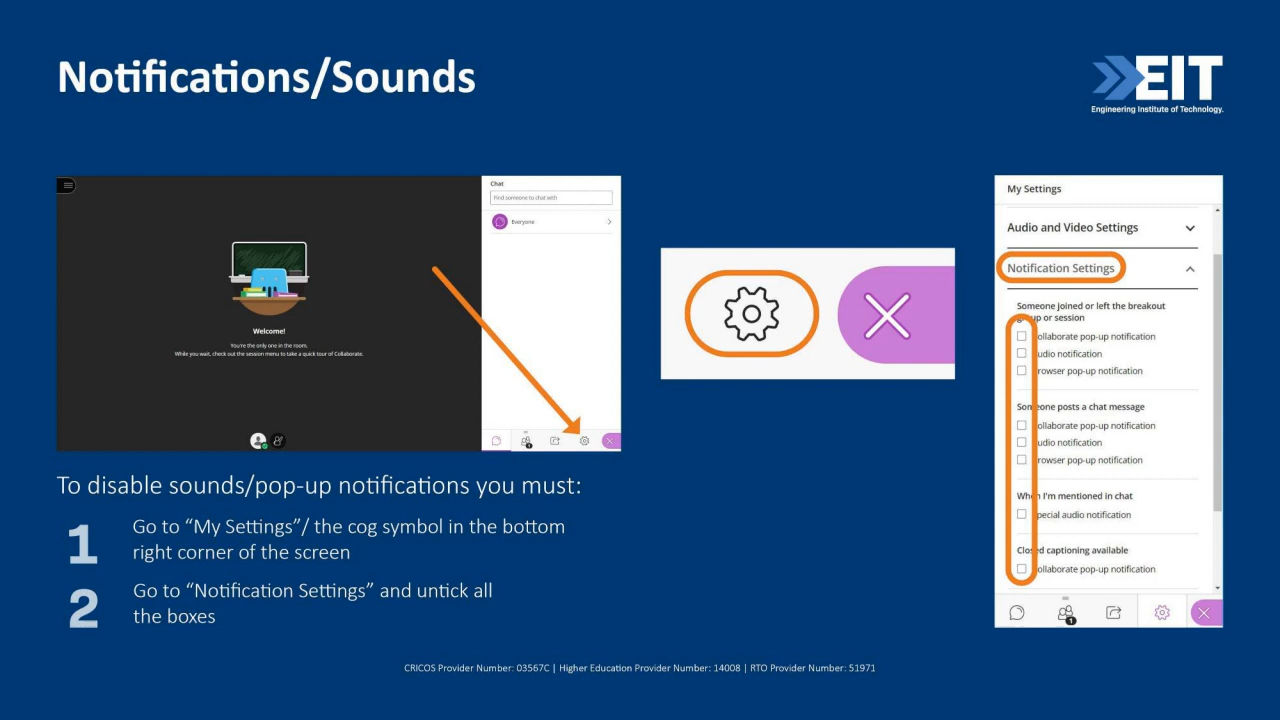 Notifications/Sounds
EIT
Engineering Institute of Technology.
Chat
Find someone to chat with
Everyone
Welcome!
You're the only one in the room.
While you wait, check out the session menu to take a quick tour of Collaborate.
1
My Settings
Audio and Video Settings
Notification Settings
Someone joined or left the breakout
group or session
ollaborate pop-up notification
udio notification
rowser pop-up notification
Someone posts a chat message
ollaborate pop-up notification
udio notification
rowser pop-up notification
When I'm mentioned in chat
pecial audio notification
Closed captioning available
ollaborate pop-up notification
1
To disable sounds/pop-up notifications you must:
1
Go to “My Settings”/ the cog symbol in the bottom
right corner of the screen
2
Go to “Notification Settings” and untick all
the boxes
CRICOS Provider Number: 03567C | Higher Education Provider Number: 14008 | RTO Provider Number: 51971